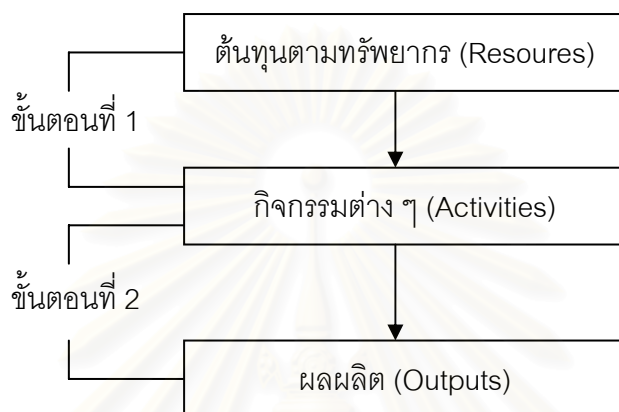 ต้นทุนตามทรัพยากร (Resoures)
ขั้นตอนที่ 1
กิจกรรมต่าง ๆ (Activities)
ขั้นตอนที่ 2
ผลผลิต (Outputs)